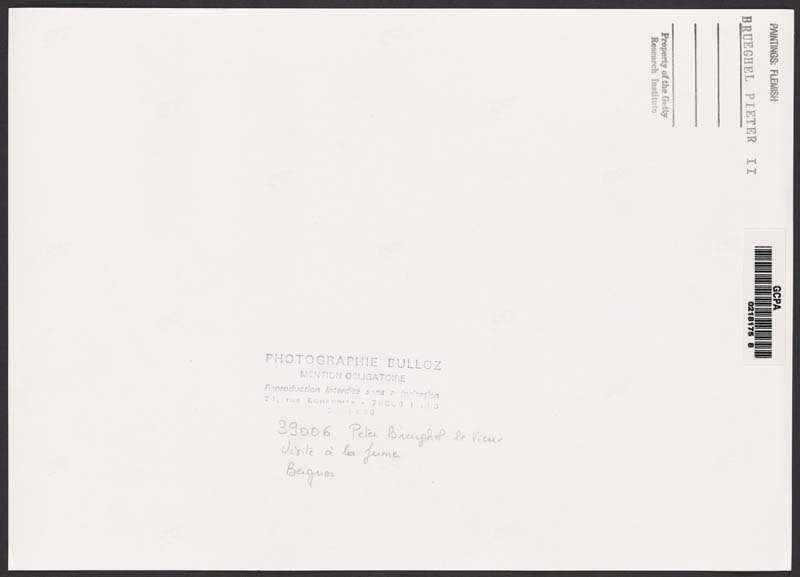 PAINTINGS: FLEMISH
BRUEGHEL PIETER II
Property of the Getty
Research Institute
GCPA
0218175 8
PHOTOGRAPHIE BULLOZ
MENTION OBLIGATOIRE
Reproduction interdite sans autorisation
21, rue Bonaparte - 75006 PARIS
39006 Peter Brueghel le vieux
Visite à la ferme
Bergues